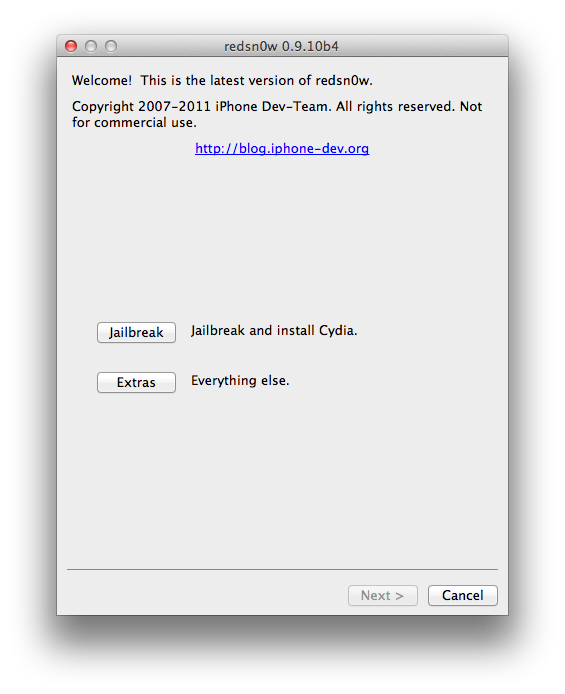 redsn0w 0.9.10b4
Welcome!  This is the latest version of redsn0w.
Copyright 2007-2011 iPhone Dev-Team. All rights reserved. Not
for commercial use.
http://blog.iphone-dev.org
Jailbreak Jailbreak and install Cydia.
Extras Everything else.
Next > Cancel